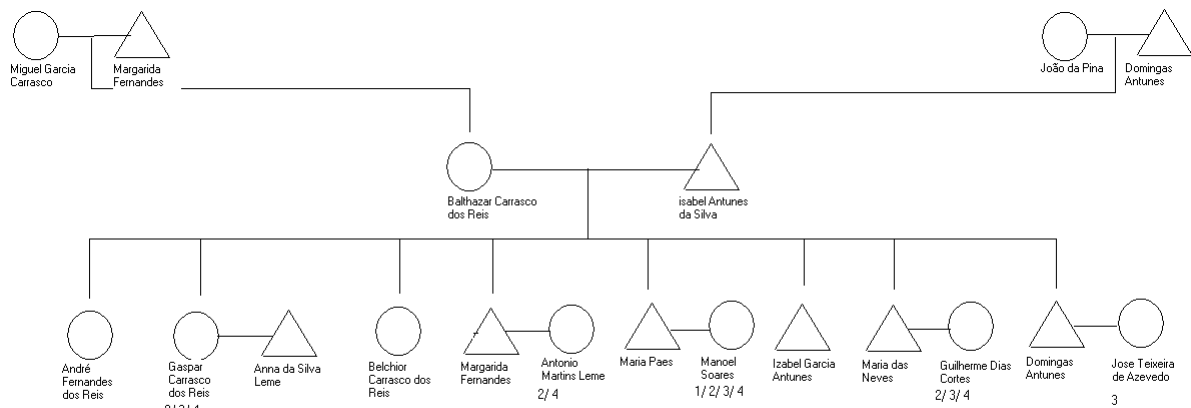 Miguel Garcia
Carrasco
Margarida
Fernandes
João da Pina
Domingas
Antunes
Balthazar Carrasco
dos Reis
isabel Antunes
da Silva
André
Fernandes
dos Reis
Gaspar
Carrasco
dos Reis
Anna da Silva
Leme
Belchior
Carrasco dos
Reis
Margarida
Fernandes
Antonio
Martins Leme
2/ 4
Maria Paes
Manoel
Soares
1/ 2/ 3/ 4
Izabel Garcia
Antunes
Maria das
Neves
Guilherme Dias
Cortes
2/ 3/ 4
Domingas
Antunes
Jose Teixeira
de Azevedo
3